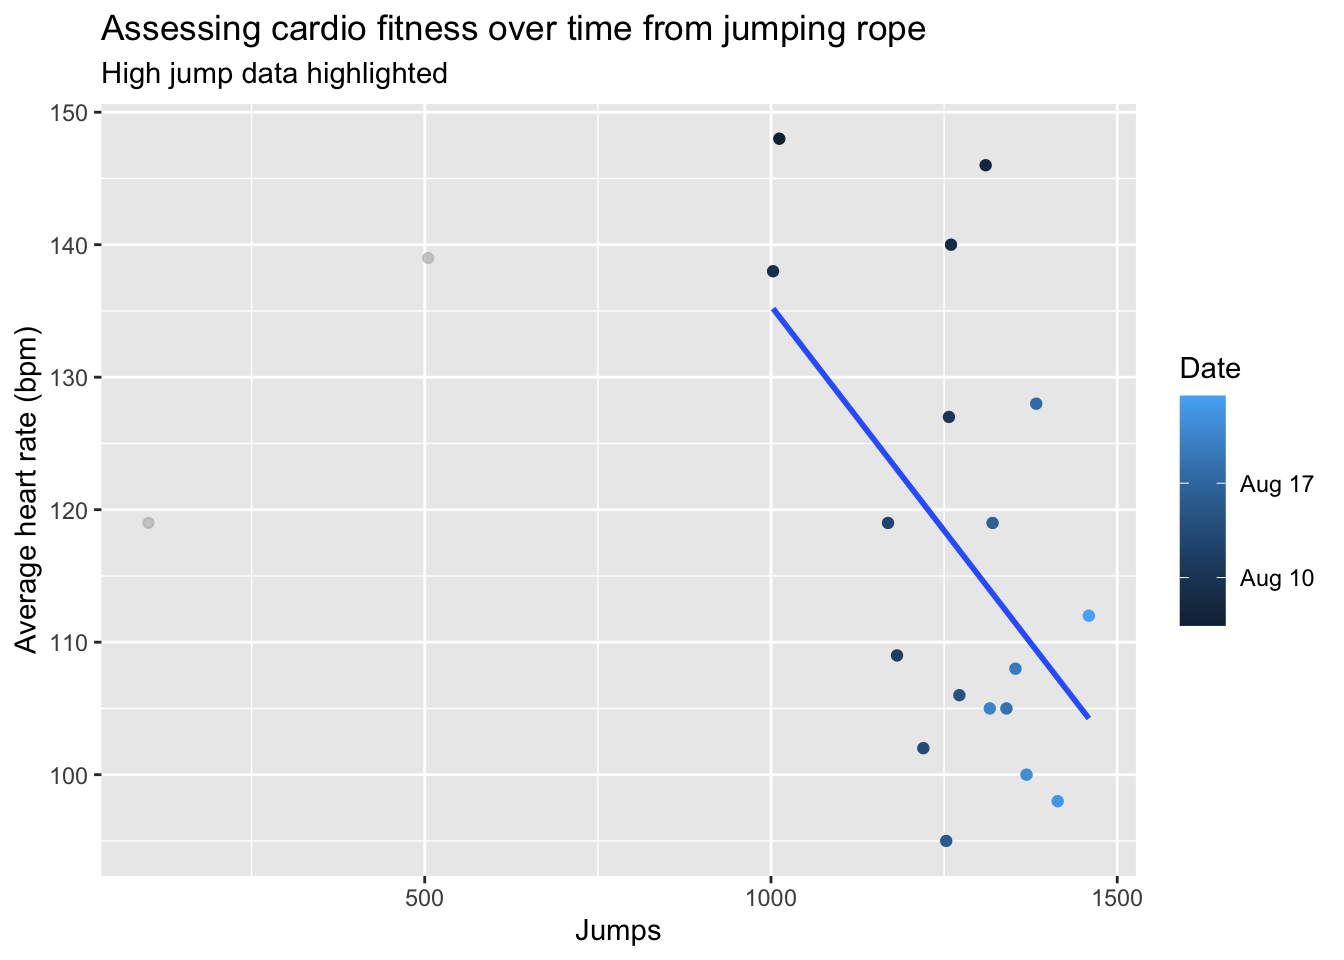 Assessing cardio fitness over time from jumping rope
High jump data highlighted
150
140
130
120
110
100
Average heart rate (bpm)
500 1000 1500
Jumps
Date
Aug 17
Aug 10